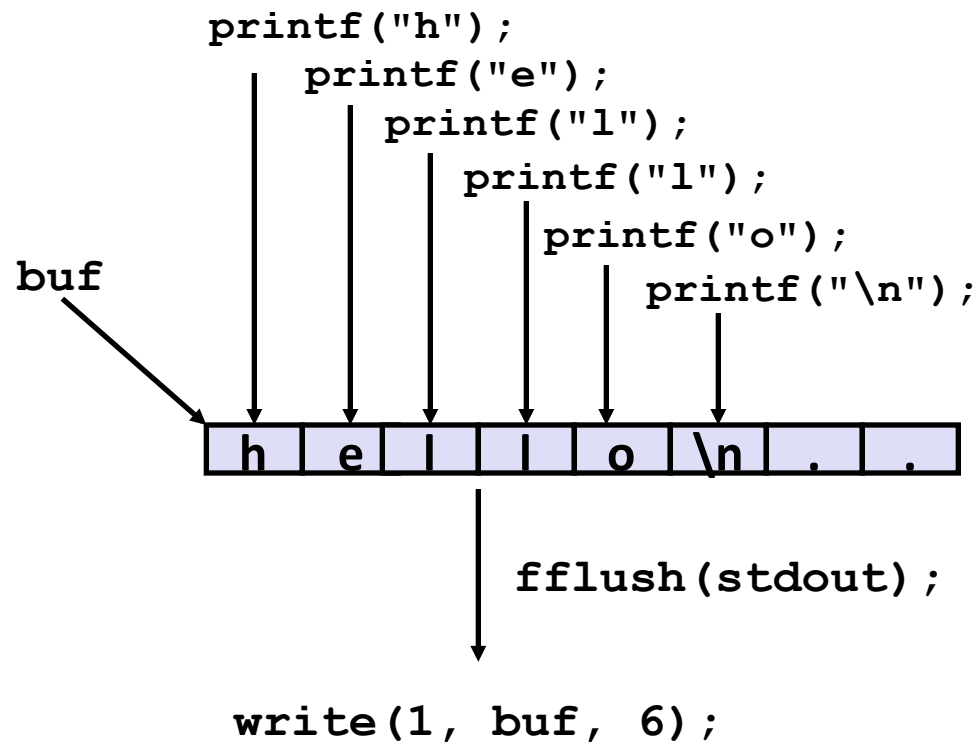 printf("h");
printf("e");
printf("l");
printf("l");
printf("o");
buf
printf("\n");
h e l l o \n . .
fflush(stdout);
write(1, buf, 6);